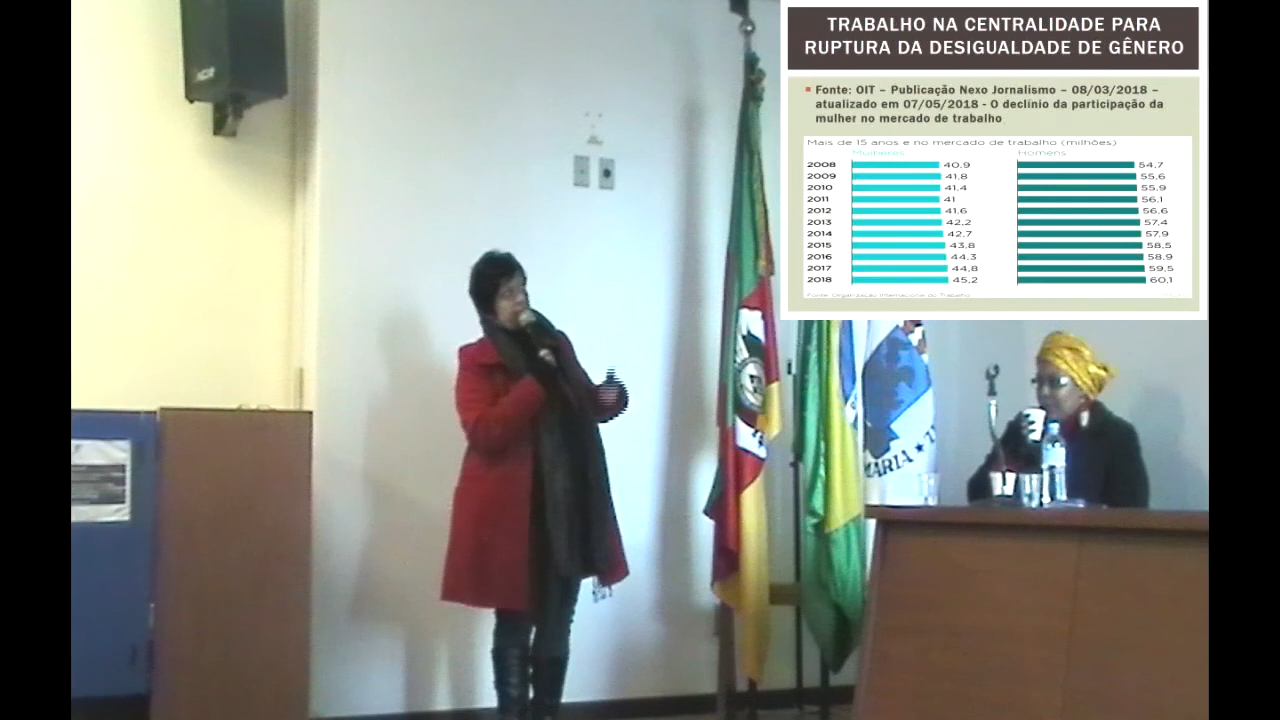 TRABALHO NA CENTRALIDADE PARA
RUPTURA DA DESIGUALDADE DE GÊNERO
Fonte: OIT – Publicação Nexo Jornalismo – 08/03/2018 –
atualizado em 07/05/2018 - O declínio da participação da
mulher no mercado de trabalho
Mais de 15 anos e no mercado de trabalho (milhões)
Mulheres Homens
2008 40,9 54,7
2009 41,8 55,6
2010 41,4 55,9
2011 41 56,1
2012 41,6 56,6
2013 42,2 57,4
2014 42,7 57,9
2015 43,8 58,5
2016 44,3 58,9
2017 44,8 59,5
2018 45,2 60,1
Fonte: Organização Internacional do Trabalho
MARIA